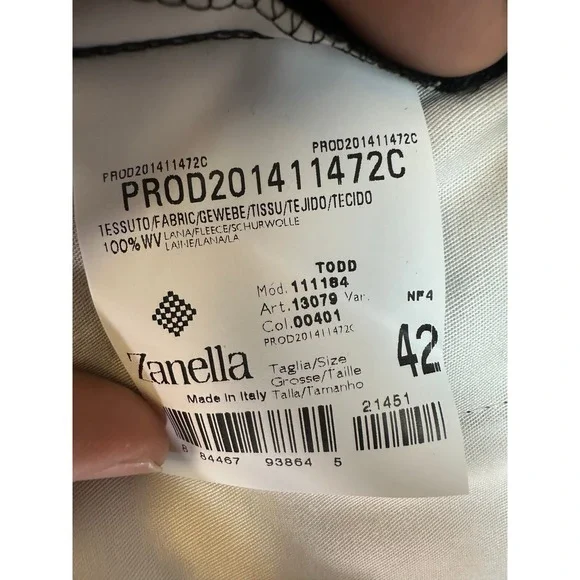 PROD201411472C
PROD201411472C
PROD201411472C
TESSUTO/FABRIC/GEWEBE/TISSU/TEJIDO/TECIDO
100%WV LANA/FLEECE/SCHURWOLLE
LAINE/LANA/LA
TODD
Mód. 111184
Art. 13079 Var. NF4
Col. 00401
PROD201411472C
Zanella
Made in Italy
Taglia/Size
Grosse/Taille
Talla/Tamanho
42
21451
8 84467 93864 5